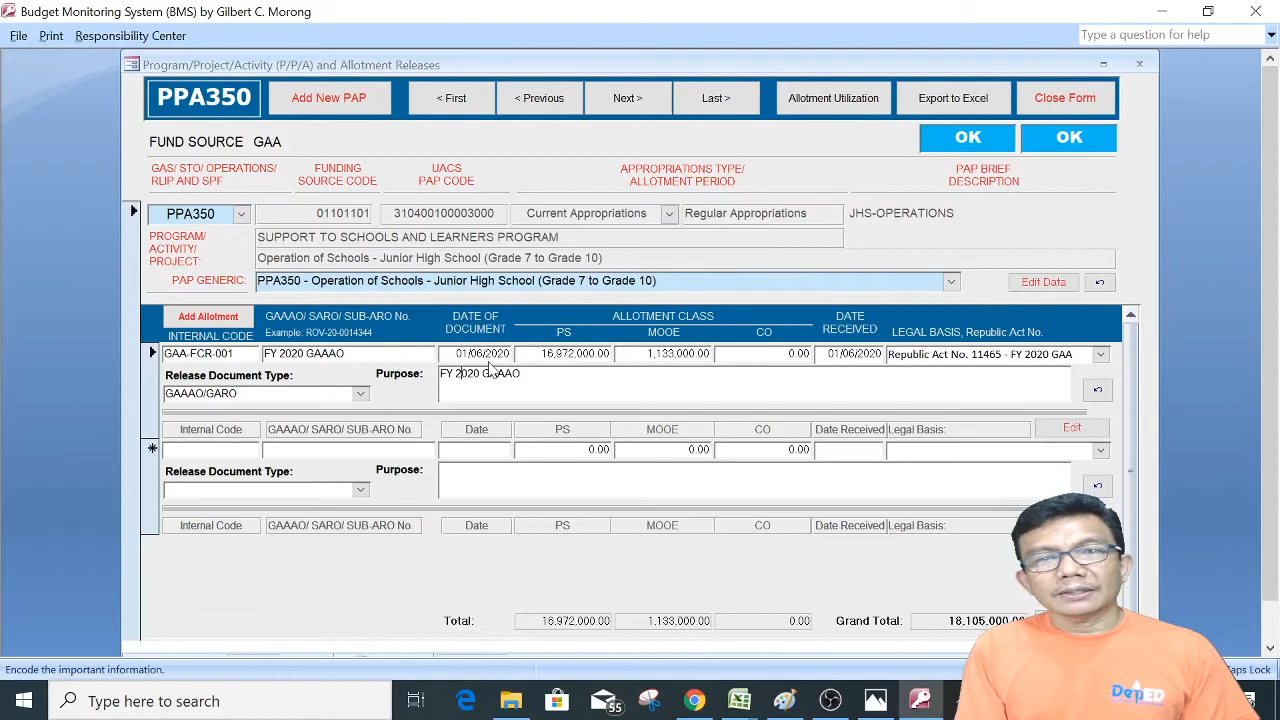 Budget Monitoring System (BMS) by Gilbert C. Morong
File Print Responsibility Center
Type a question for help
Program/Project/Activity (P/P/A) and Allotment Releases
PPA350 Add New PAP < First < Previous Next > Last > Allotment Utilization Export to Excel Close Form
FUND SOURCE GAA
OK OK
GAS/ STO/ OPERATIONS/ RLIP AND SPF
FUNDING SOURCE CODE
UACS PAP CODE
APPROPRIATIONS TYPE/ ALLOTMENT PERIOD
PAP BRIEF DESCRIPTION
PPA350 01101101 310400100003000 Current Appropriations Regular Appropriations JHS-OPERATIONS
PROGRAM/ ACTIVITY/ PROJECT:
SUPPORT TO SCHOOLS AND LEARNERS PROGRAM
Operation of Schools - Junior High School (Grade 7 to Grade 10)
PAP GENERIC: PPA350 - Operation of Schools - Junior High School (Grade 7 to Grade 10) Edit Data
Add Allotment GAAAO/ SARO/ SUB-ARO No. DATE OF DOCUMENT ALLOTMENT CLASS DATE RECEIVED
INTERNAL CODE Example: ROV-20-0014344 PS MOOE CO LEGAL BASIS, Republic Act No.
GAA-FCR-001 FY 2020 GAAAO 01/06/2020 16,972,000.00 1,133,000.00 0.00 01/06/2020 Republic Act No. 11465 - FY 2020 GAA
Release Document Type: Purpose: FY 2020 GAAAO
GAAAO/GARO
Internal Code GAAAO/ SARO/ SUB-ARO No. Date PS MOOE CO Date Received Legal Basis: Edit
0.00 0.00 0.00
Release Document Type: Purpose:
Internal Code GAAAO/ SARO/ SUB-ARO No. Date PS MOOE CO Date Received Legal Basis:
Total: 16,972,000.00 1,133,000.00 0.00 Grand Total: 18,105,000.00
Encode the important information.
Caps Lock
Type here to search
55
DepED